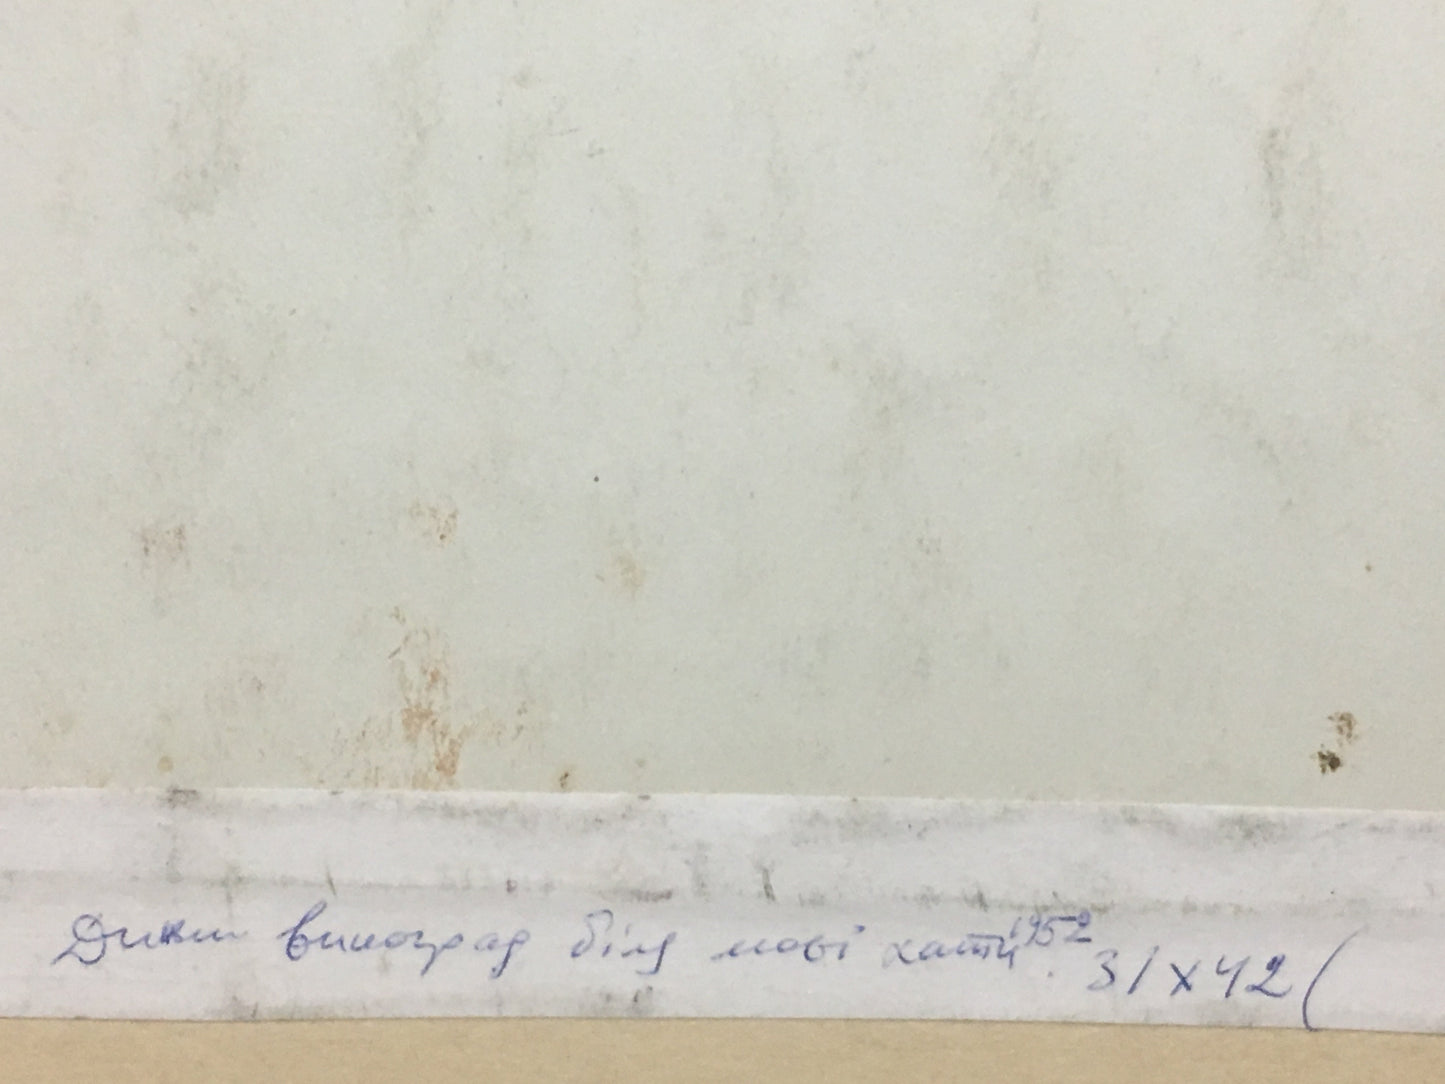 Дикий виноград біля моєї хати. 1952 31х42 (